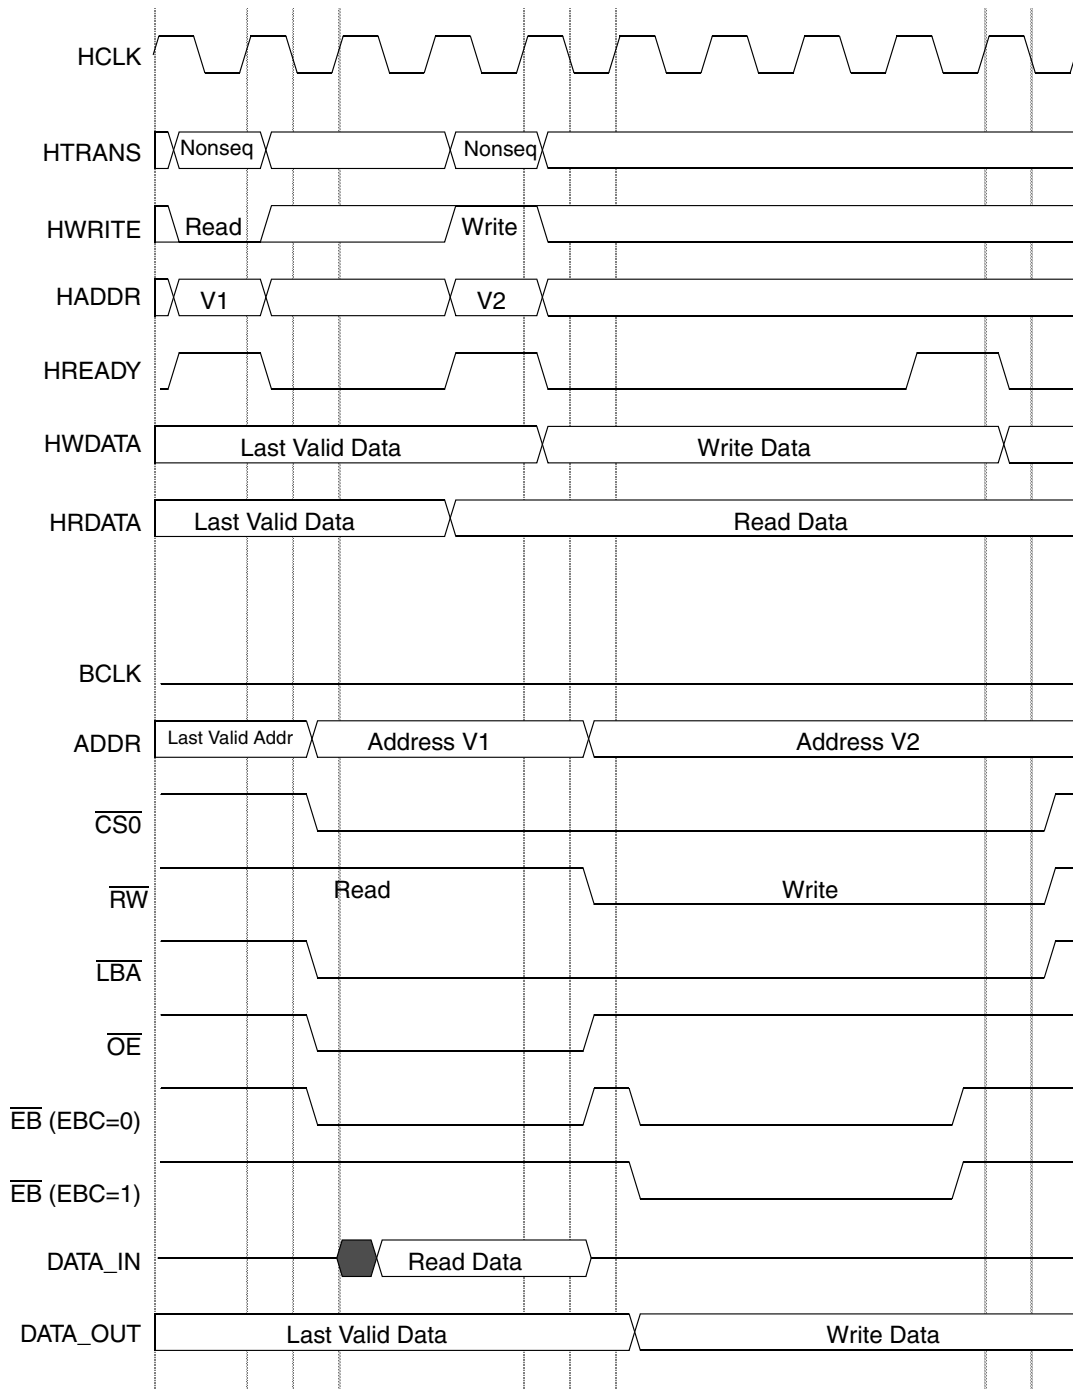 HCLK
HTRANS Nonseq Nonseq
HWRITE Read Write
HADDR V1 V2
HREADY
HWDATA Last Valid Data Write Data
HRDATA Last Valid Data Read Data
BCLK
ADDR Last Valid Addr Address V1 Address V2
CS0
RW Read Write
LBA
OE
EB (EBC=0)
EB (EBC=1)
DATA_IN Read Data
DATA_OUT Last Valid Data Write Data